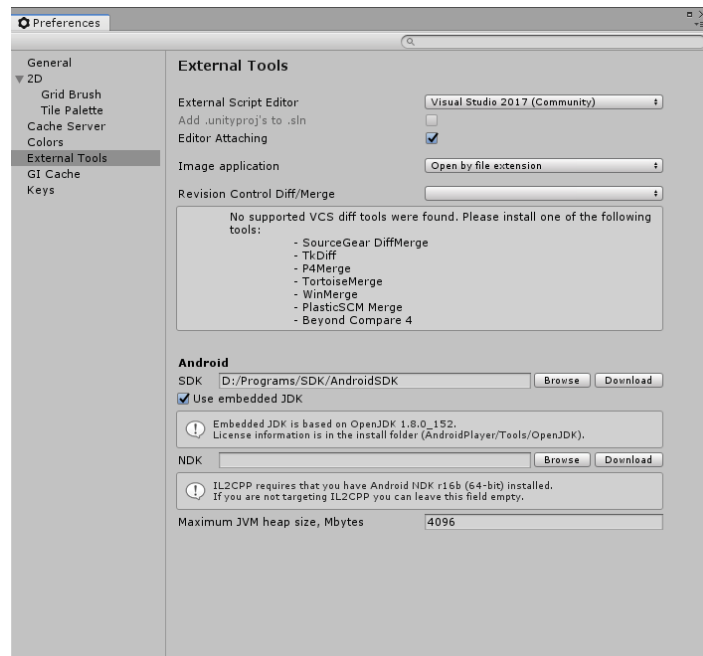 Preferences
General
2D
Grid Brush
Tile Palette
Cache Server
Colors
External Tools
GI Cache
Keys
External Tools
External Script Editor
Visual Studio 2017 (Community)
Add .unityproj's to .sln
Editor Attaching
Image application
Open by file extension
Revision Control Diff/Merge
No supported VCS diff tools were found. Please install one of the following
tools:
- SourceGear DiffMerge
- TkDiff
- P4Merge
- TortoiseMerge
- WinMerge
- PlasticSCM Merge
- Beyond Compare 4
Android
SDK D:/Programs/SDK/AndroidSDK Browse Download
Use embedded JDK
Embedded JDK is based on OpenJDK 1.8.0_152.
License information is in the install folder (AndroidPlayer/Tools/OpenJDK).
NDK Browse Download
IL2CPP requires that you have Android NDK r16b (64-bit) installed.
If you are not targeting IL2CPP you can leave this field empty.
Maximum JVM heap size, Mbytes 4096